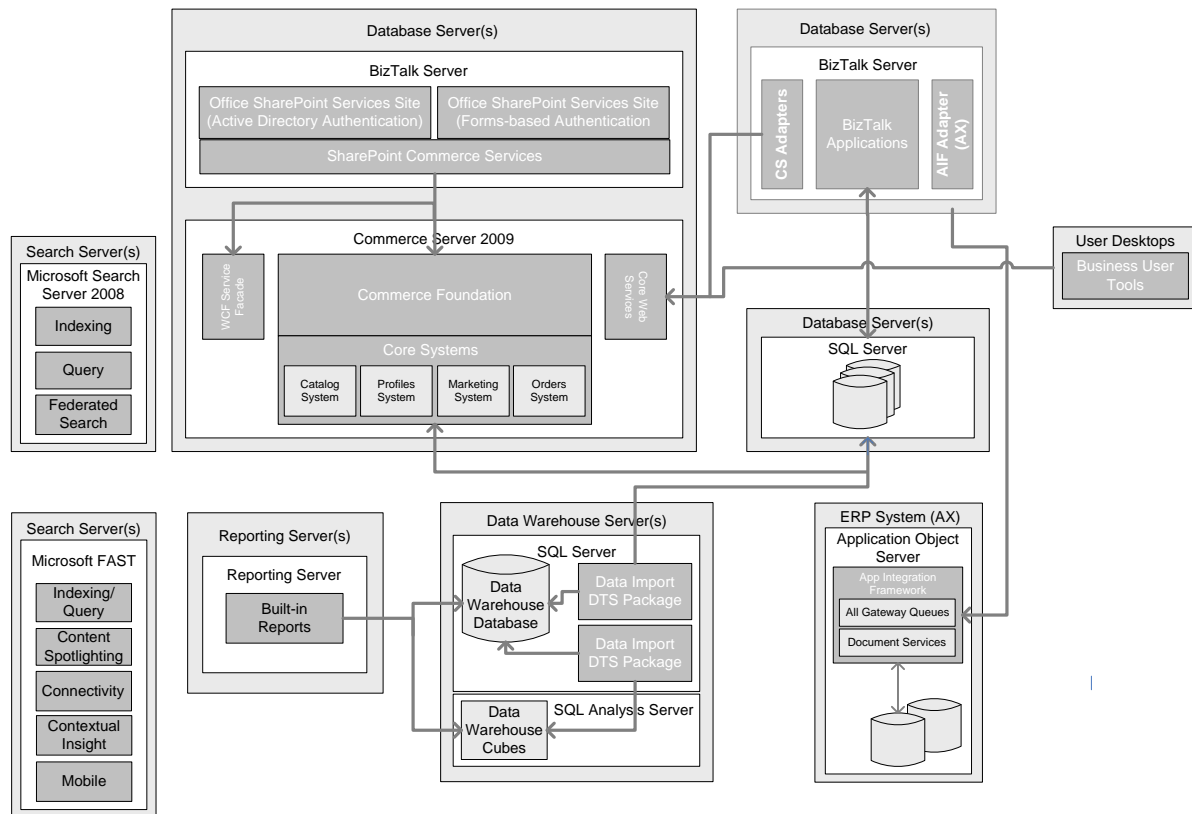 Database Server(s)
BizTalk Server
Office SharePoint Services Site
(Active Directory Authentication)
Office SharePoint Services Site
(Forms-based Authentication
SharePoint Commerce Services
Commerce Server 2009
WCF Service
Facade
Commerce Foundation
Core Web
Services
Core Systems
Catalog
System
Profiles
System
Marketing
System
Orders
System
Database Server(s)
BizTalk Server
CS Adapters
BizTalk
Applications
AIF Adapter
(AX)
User Desktops
Business User
Tools
Search Server(s)
Microsoft Search
Server 2008
Indexing
Query
Federated
Search
Database Server(s)
SQL Server
Search Server(s)
Microsoft FAST
Indexing/
Query
Content
Spotlighting
Connectivity
Contextual
Insight
Mobile
Reporting Server(s)
Reporting Server
Built-in
Reports
Data Warehouse Server(s)
SQL Server
Data
Warehouse
Database
Data Import
DTS Package
Data Import
DTS Package
SQL Analysis Server
Data
Warehouse
Cubes
ERP System (AX)
Application Object
Server
App Integration
Framework
All Gateway Queues
Document Services